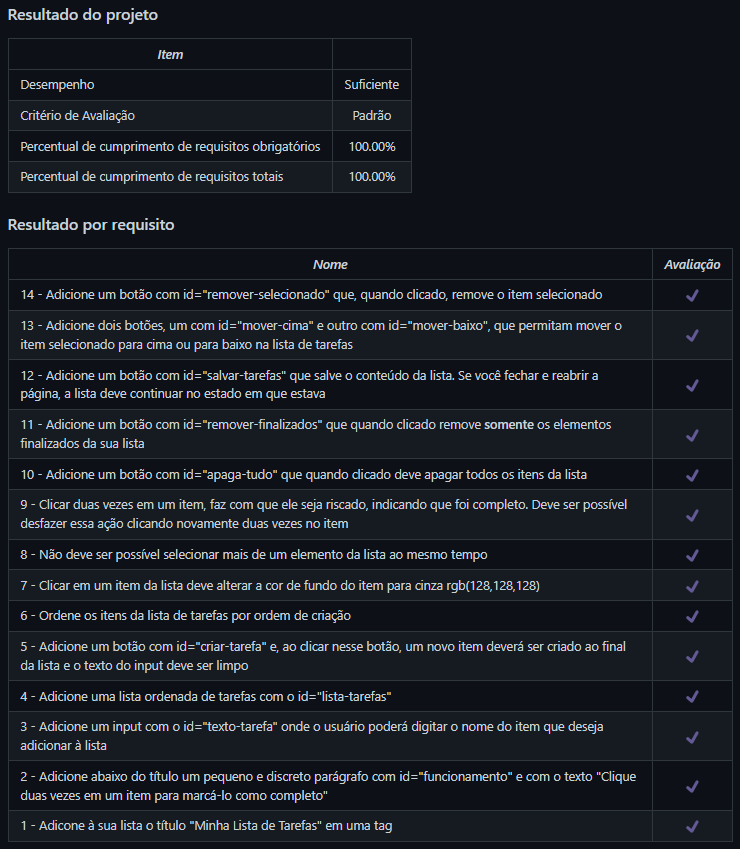 Resultado do projeto
Item
Desempenho Suficiente
Critério de Avaliação Padrão
Percentual de cumprimento de requisitos obrigatórios 100.00%
Percentual de cumprimento de requisitos totais 100.00%
Resultado por requisito
Nome Avaliação
14 - Adicione um botão com id="remover-selecionado" que, quando clicado, remove o item selecionado ✔
13 - Adicione dois botões, um com id="mover-cima" e outro com id="mover-baixo", que permitam mover o
item selecionado para cima ou para baixo na lista de tarefas ✔
12 - Adicione um botão com id="salvar-tarefas" que salve o conteúdo da lista. Se você fechar e reabrir a
página, a lista deve continuar no estado em que estava ✔
11 - Adicione um botão com id="remover-finalizados" que quando clicado remove somente os elementos
finalizados da sua lista ✔
10 - Adicione um botão com id="apaga-tudo" que quando clicado deve apagar todos os itens da lista ✔
9 - Clicar duas vezes em um item, faz com que ele seja riscado, indicando que foi completo. Deve ser possível
desfazer essa ação clicando novamente duas vezes no item ✔
8 - Não deve ser possível selecionar mais de um elemento da lista ao mesmo tempo ✔
7 - Clicar em um item da lista deve alterar a cor de fundo do item para cinza rgb(128,128,128) ✔
6 - Ordene os itens da lista de tarefas por ordem de criação ✔
5 - Adicione um botão com id="criar-tarefa" e, ao clicar nesse botão, um novo item deverá ser criado ao final
da lista e o texto do input deve ser limpo ✔
4 - Adicione uma lista ordenada de tarefas com o id="lista-tarefas" ✔
3 - Adicione um input com o id="texto-tarefa" onde o usuário poderá digitar o nome do item que deseja
adicionar à lista ✔
2 - Adicione abaixo do título um pequeno e discreto parágrafo com id="funcionamento" e com o texto "Clique
duas vezes em um item para marcá-lo como completo" ✔
1 - Adicone à sua lista o título "Minha Lista de Tarefas" em uma tag ✔